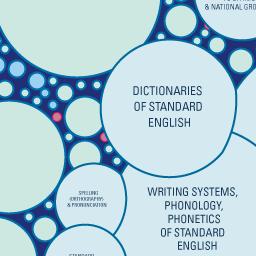 & NATIONAL GRO
DICTIONARIES
OF STANDARD
ENGLISH
SPELLING
(ORTHOGRAPHY)
& PRONUNCIATION
WRITING SYSTEMS,
PHONOLOGY,
PHONETICS
OF STANDARD
ENGLISH